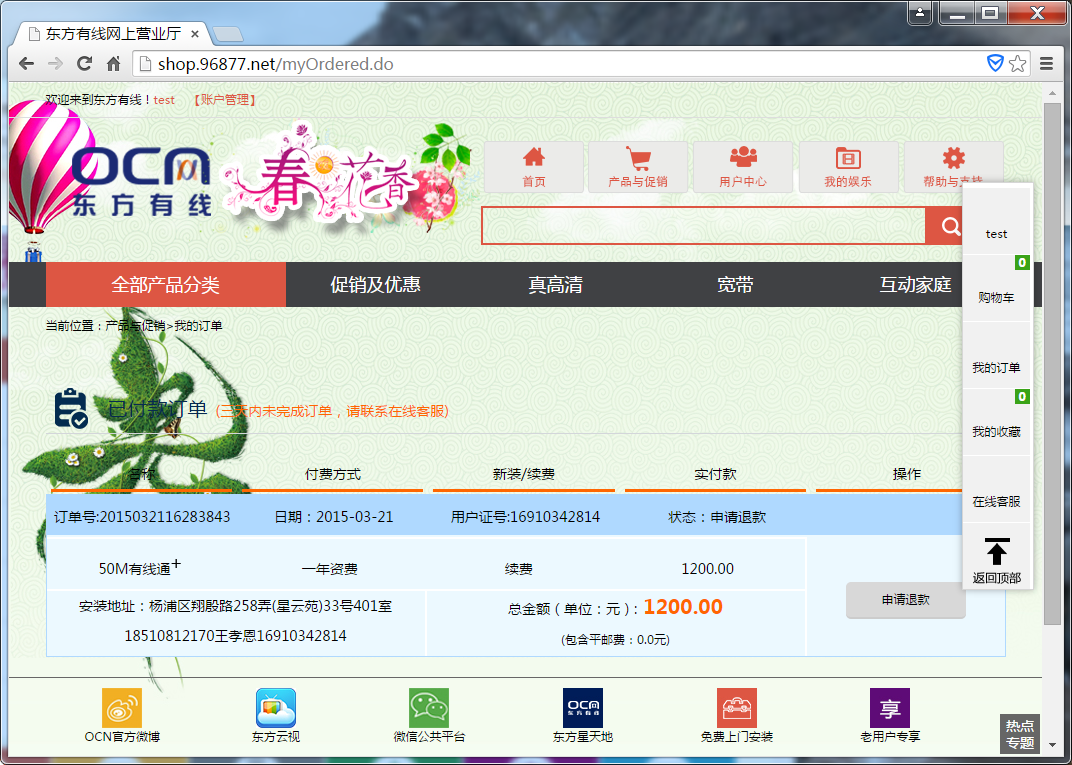 东方有线网上营业厅
shop.96877.net/myOrdered.do
欢迎来到东方有线！test 【账户管理】
OCN
东方有线
春花香
首页
产品与促销
用户中心
我的娱乐
帮助与支持
全部产品分类
促销及优惠
真高清
宽带
互动家庭
当前位置：产品与促销>我的订单
已付款订单 (三天内未完成订单，请联系在线客服)
名称 付费方式 新装/续费 实付款 操作
订单号:2015032116283843 日期：2015-03-21 用户证号:16910342814 状态：申请退款
50M有线通+ 一年资费 续费 1200.00
安装地址：杨浦区翔殷路258弄(星云苑)33号401室
18510812170王孝恩16910342814
总金额（单位：元）: 1200.00
(包含平邮费：0.0元)
申请退款
test
0
购物车
我的订单
0
我的收藏
在线客服
返回顶部
OCN官方微博
东方云视
微信公共平台
OCN
东方有线
东方星天地
免费上门安装
享
老用户专享
热点
专题